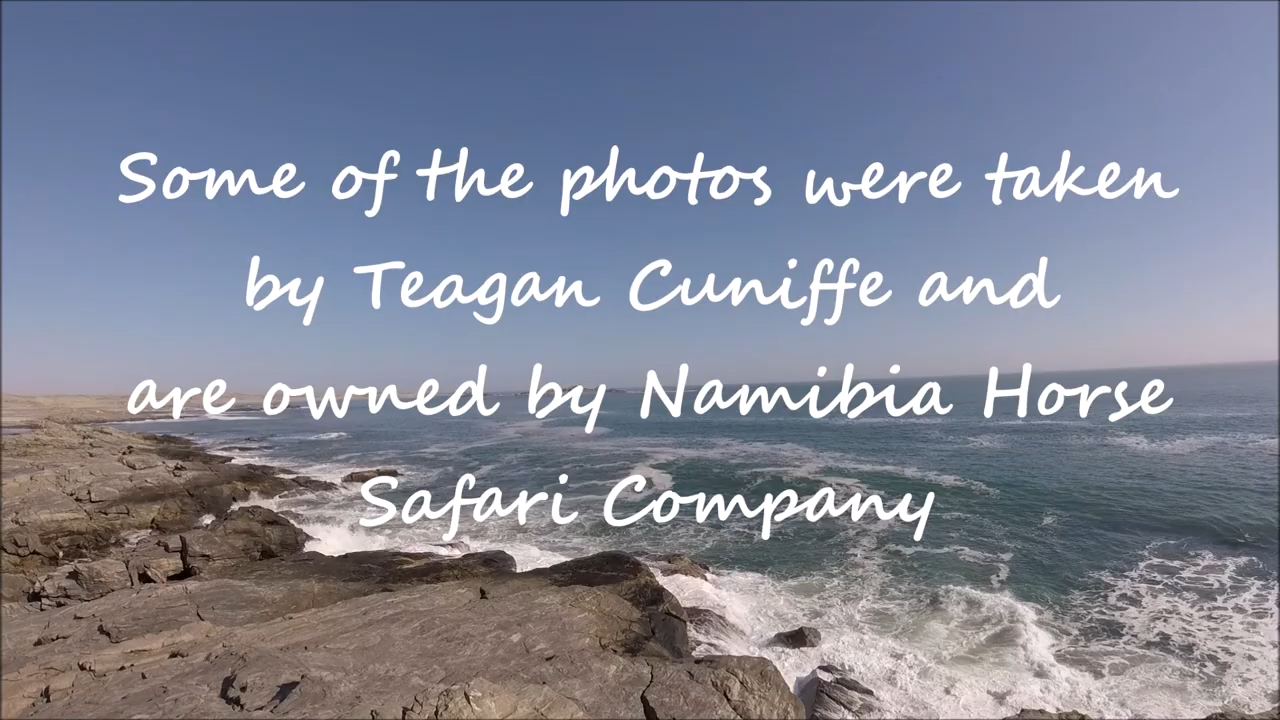 Some of the photos were taken
by Teagan Cuniffe and
are owned by Namibia Horse
Safari Company